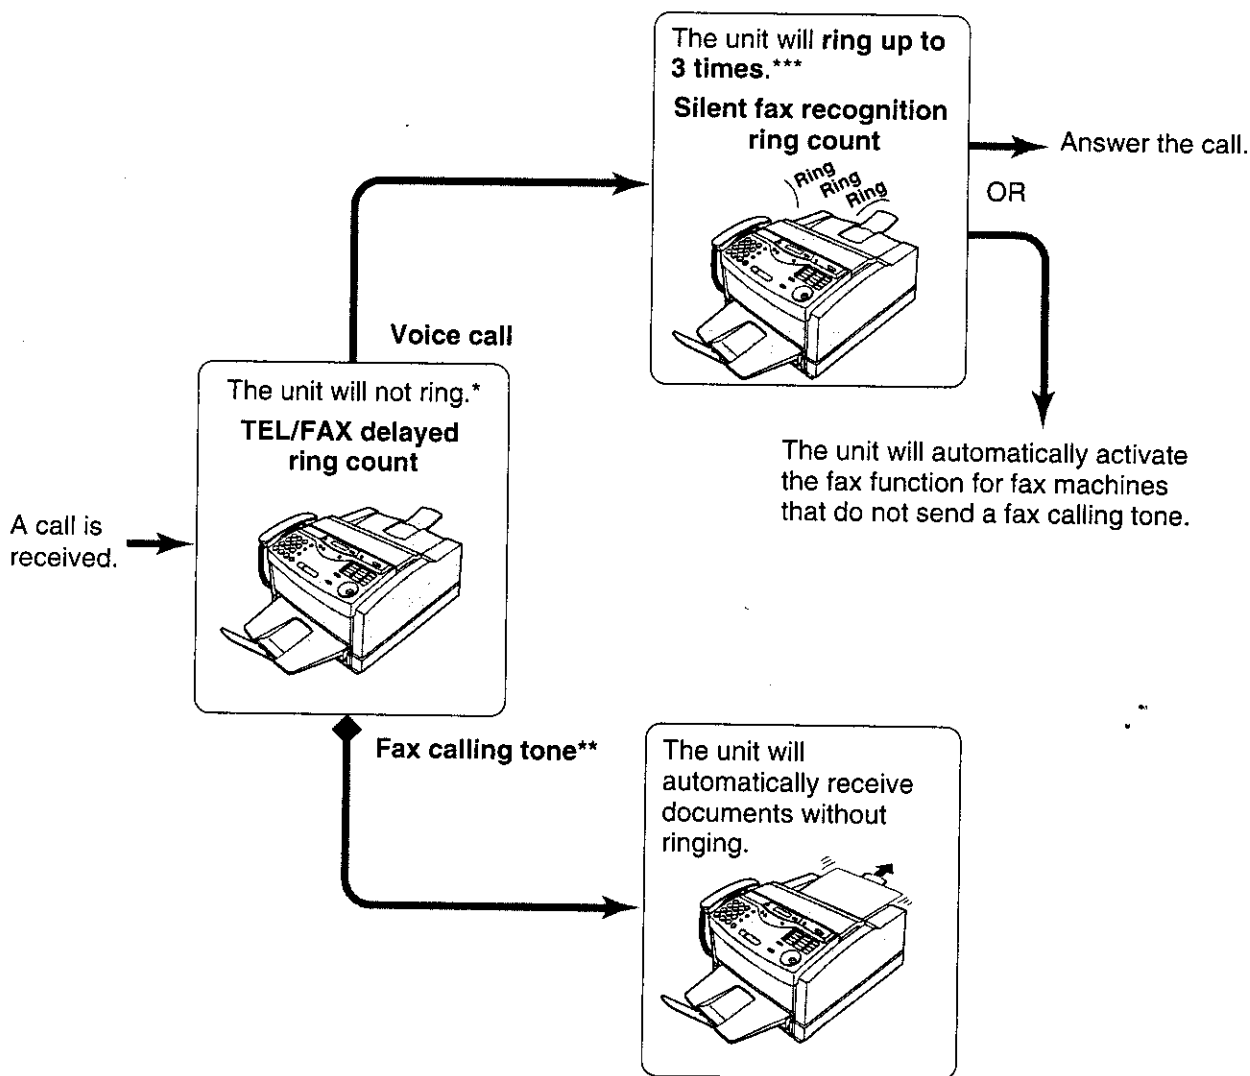 The unit will ring up to
3 times.***
Silent fax recognition
ring count
Ring
Ring
Ring
Answer the call.
OR
The unit will automatically activate
the fax function for fax machines
that do not send a fax calling tone.
Voice call
The unit will not ring.*
TEL/FAX delayed
ring count
A call is
received.
Fax calling tone**
The unit will
automatically receive
documents without
ringing.